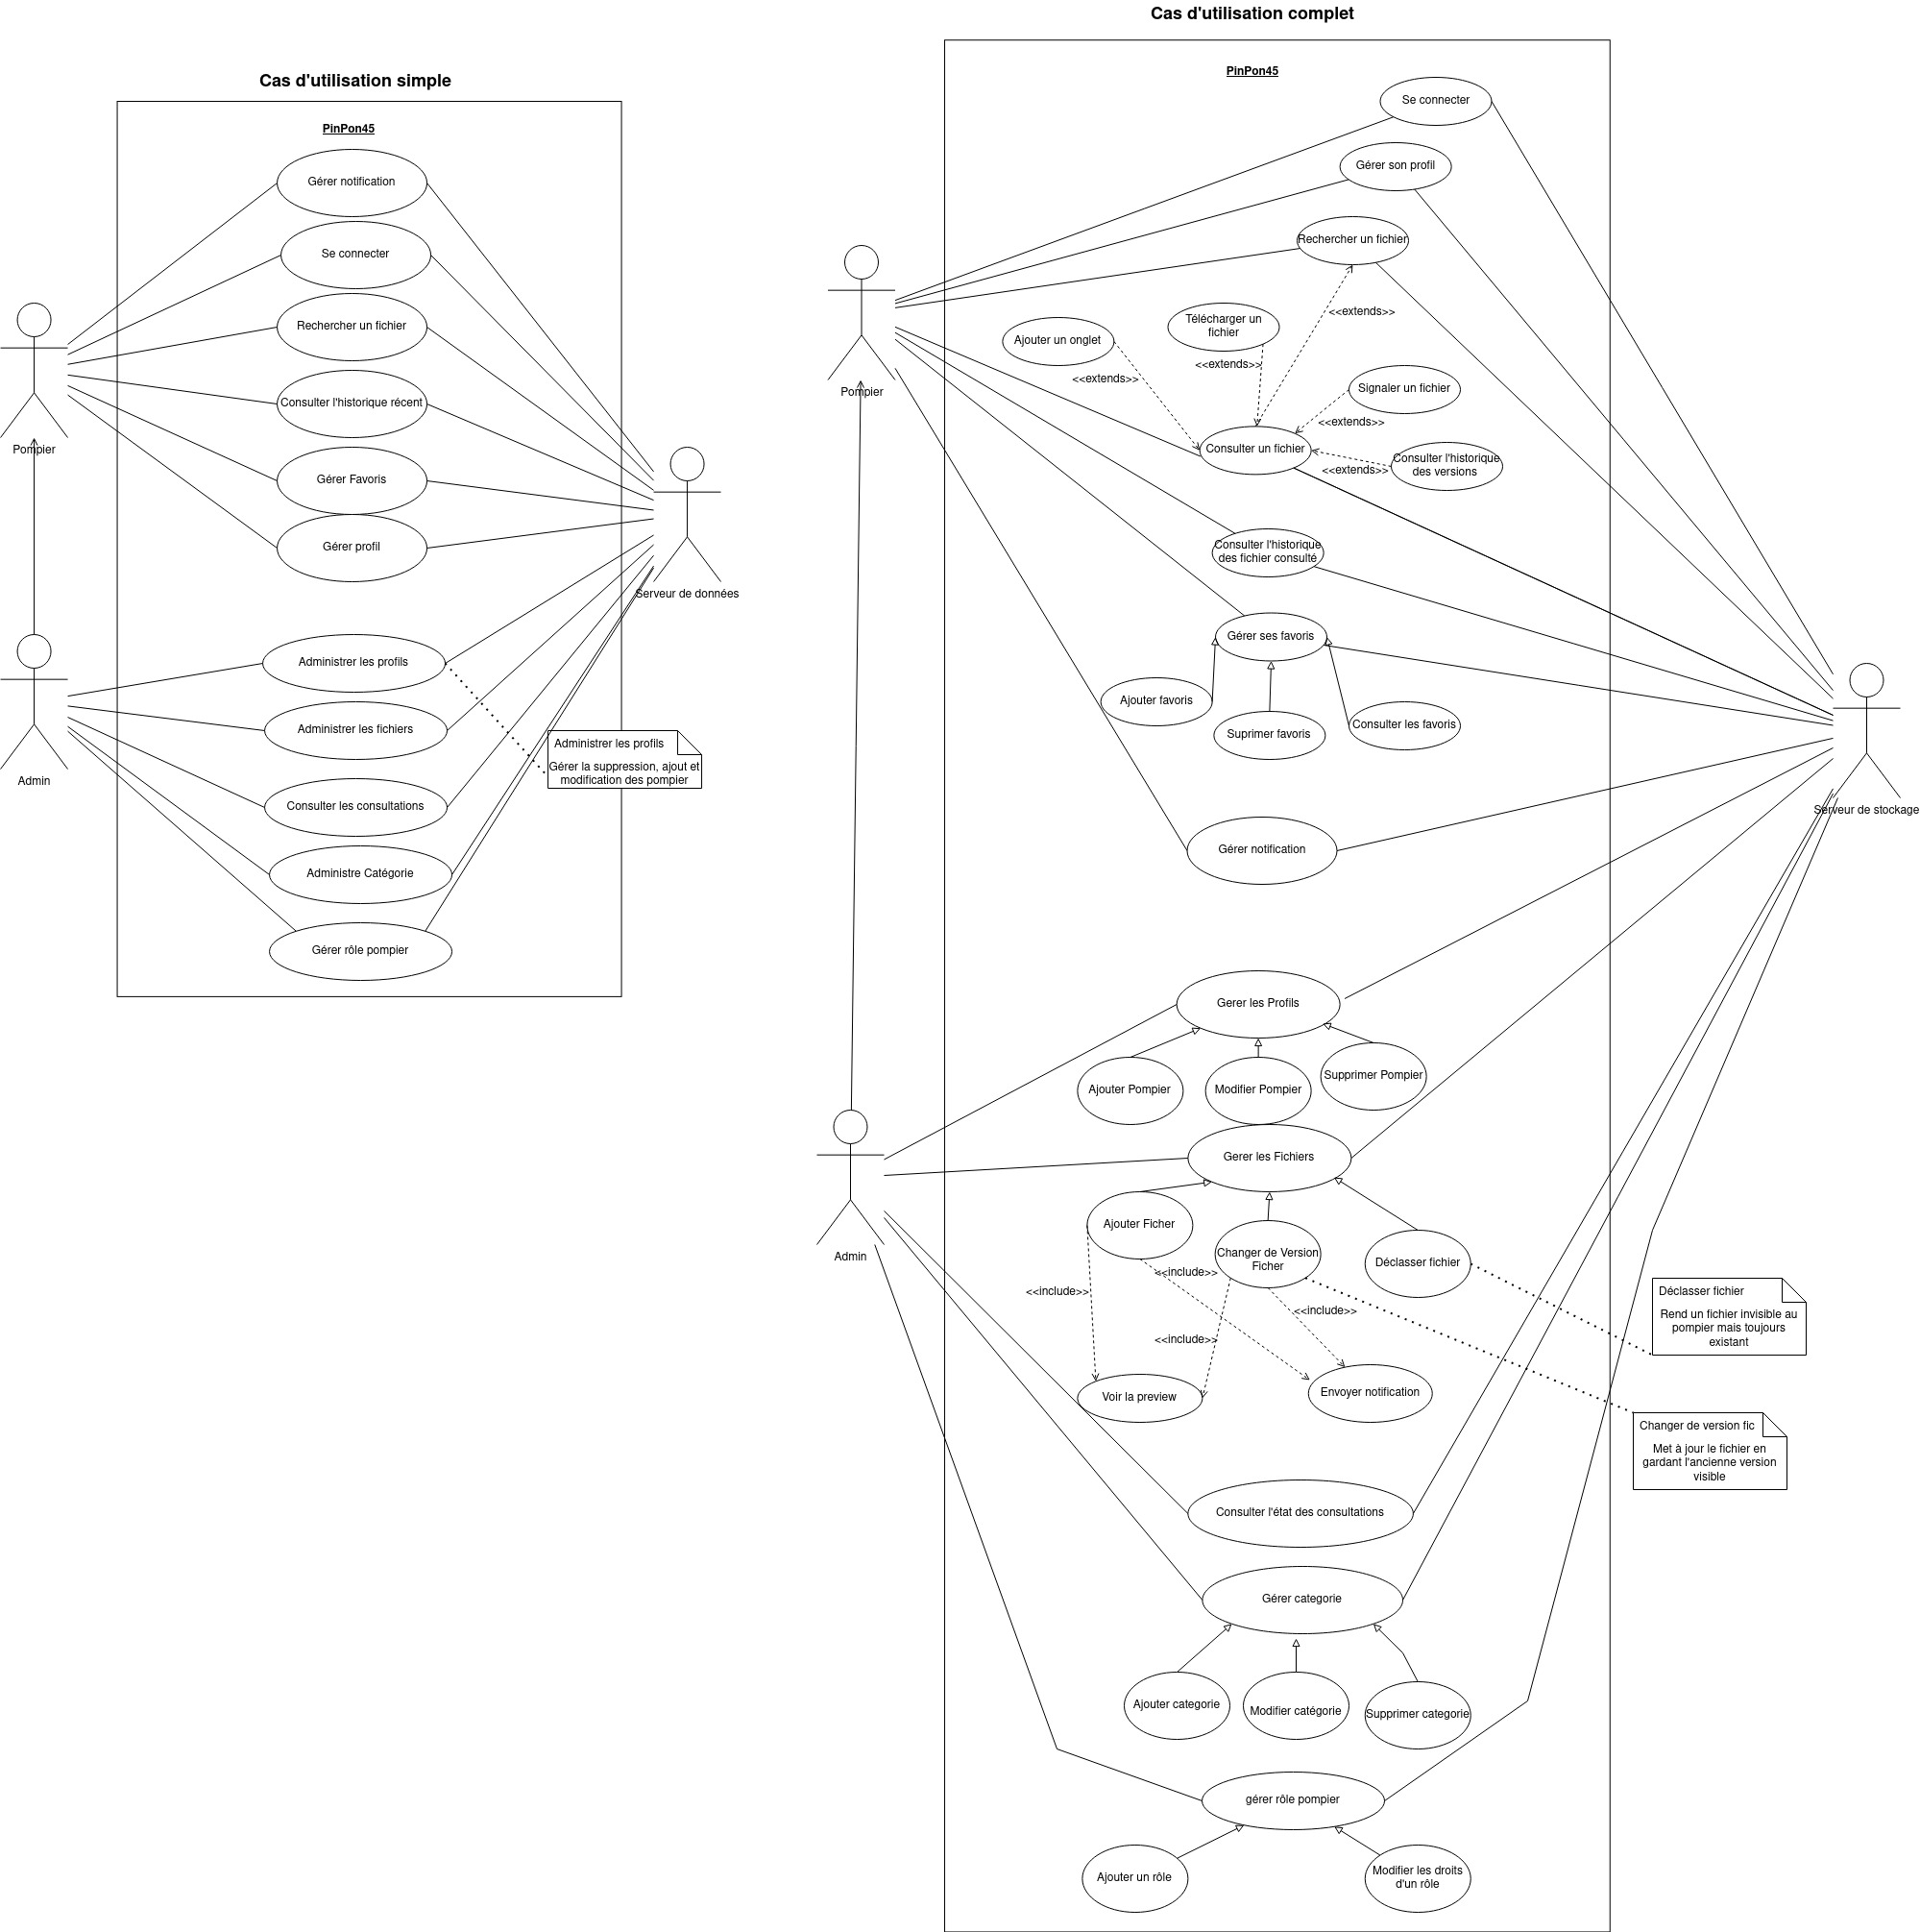 Cas d'utilisation simple
PinPon45
Gérer notification
Se connecter
Rechercher un fichier
Consulter l'historique récent
Gérer Favoris
Gérer profil
Pompier
Serveur de données
Administrer les profils
Administrer les fichiers
Consulter les consultations
Administre Catégorie
Gérer rôle pompier
Admin
Administrer les profils
Gérer la suppression, ajout et
modification des pompier
Cas d'utilisation complet
PinPon45
Se connecter
Gérer son profil
Rechercher un fichier
<<extends>>
Télécharger un
fichier
Ajouter un onglet
<<extends>>
<<extends>>
Signaler un fichier
<<extends>>
Pompier
Consulter un fichier
Consulter l'historique
des versions
<<extends>>
Consulter l'historique
des fichier consulté
Gérer ses favoris
Ajouter favoris
Suprimer favoris
Consulter les favoris
Serveur de stockage
Gérer notification
Gerer les Profils
Ajouter Pompier
Modifier Pompier
Supprimer Pompier
Gerer les Fichiers
Ajouter Ficher
Changer de Version
Ficher
Déclasser fichier
Admin
<<include>>
<<include>>
<<include>>
<<include>>
Déclasser fichier
Rend un fichier invisible au
pompier mais toujours
existant
Voir la preview
Envoyer notification
Changer de version fic
Met à jour le fichier en
gardant l'ancienne version
visible
Consulter l'état des consultations
Gérer categorie
Ajouter categorie
Modifier catégorie
Supprimer categorie
gérer rôle pompier
Ajouter un rôle
Modifier les droits
d'un rôle